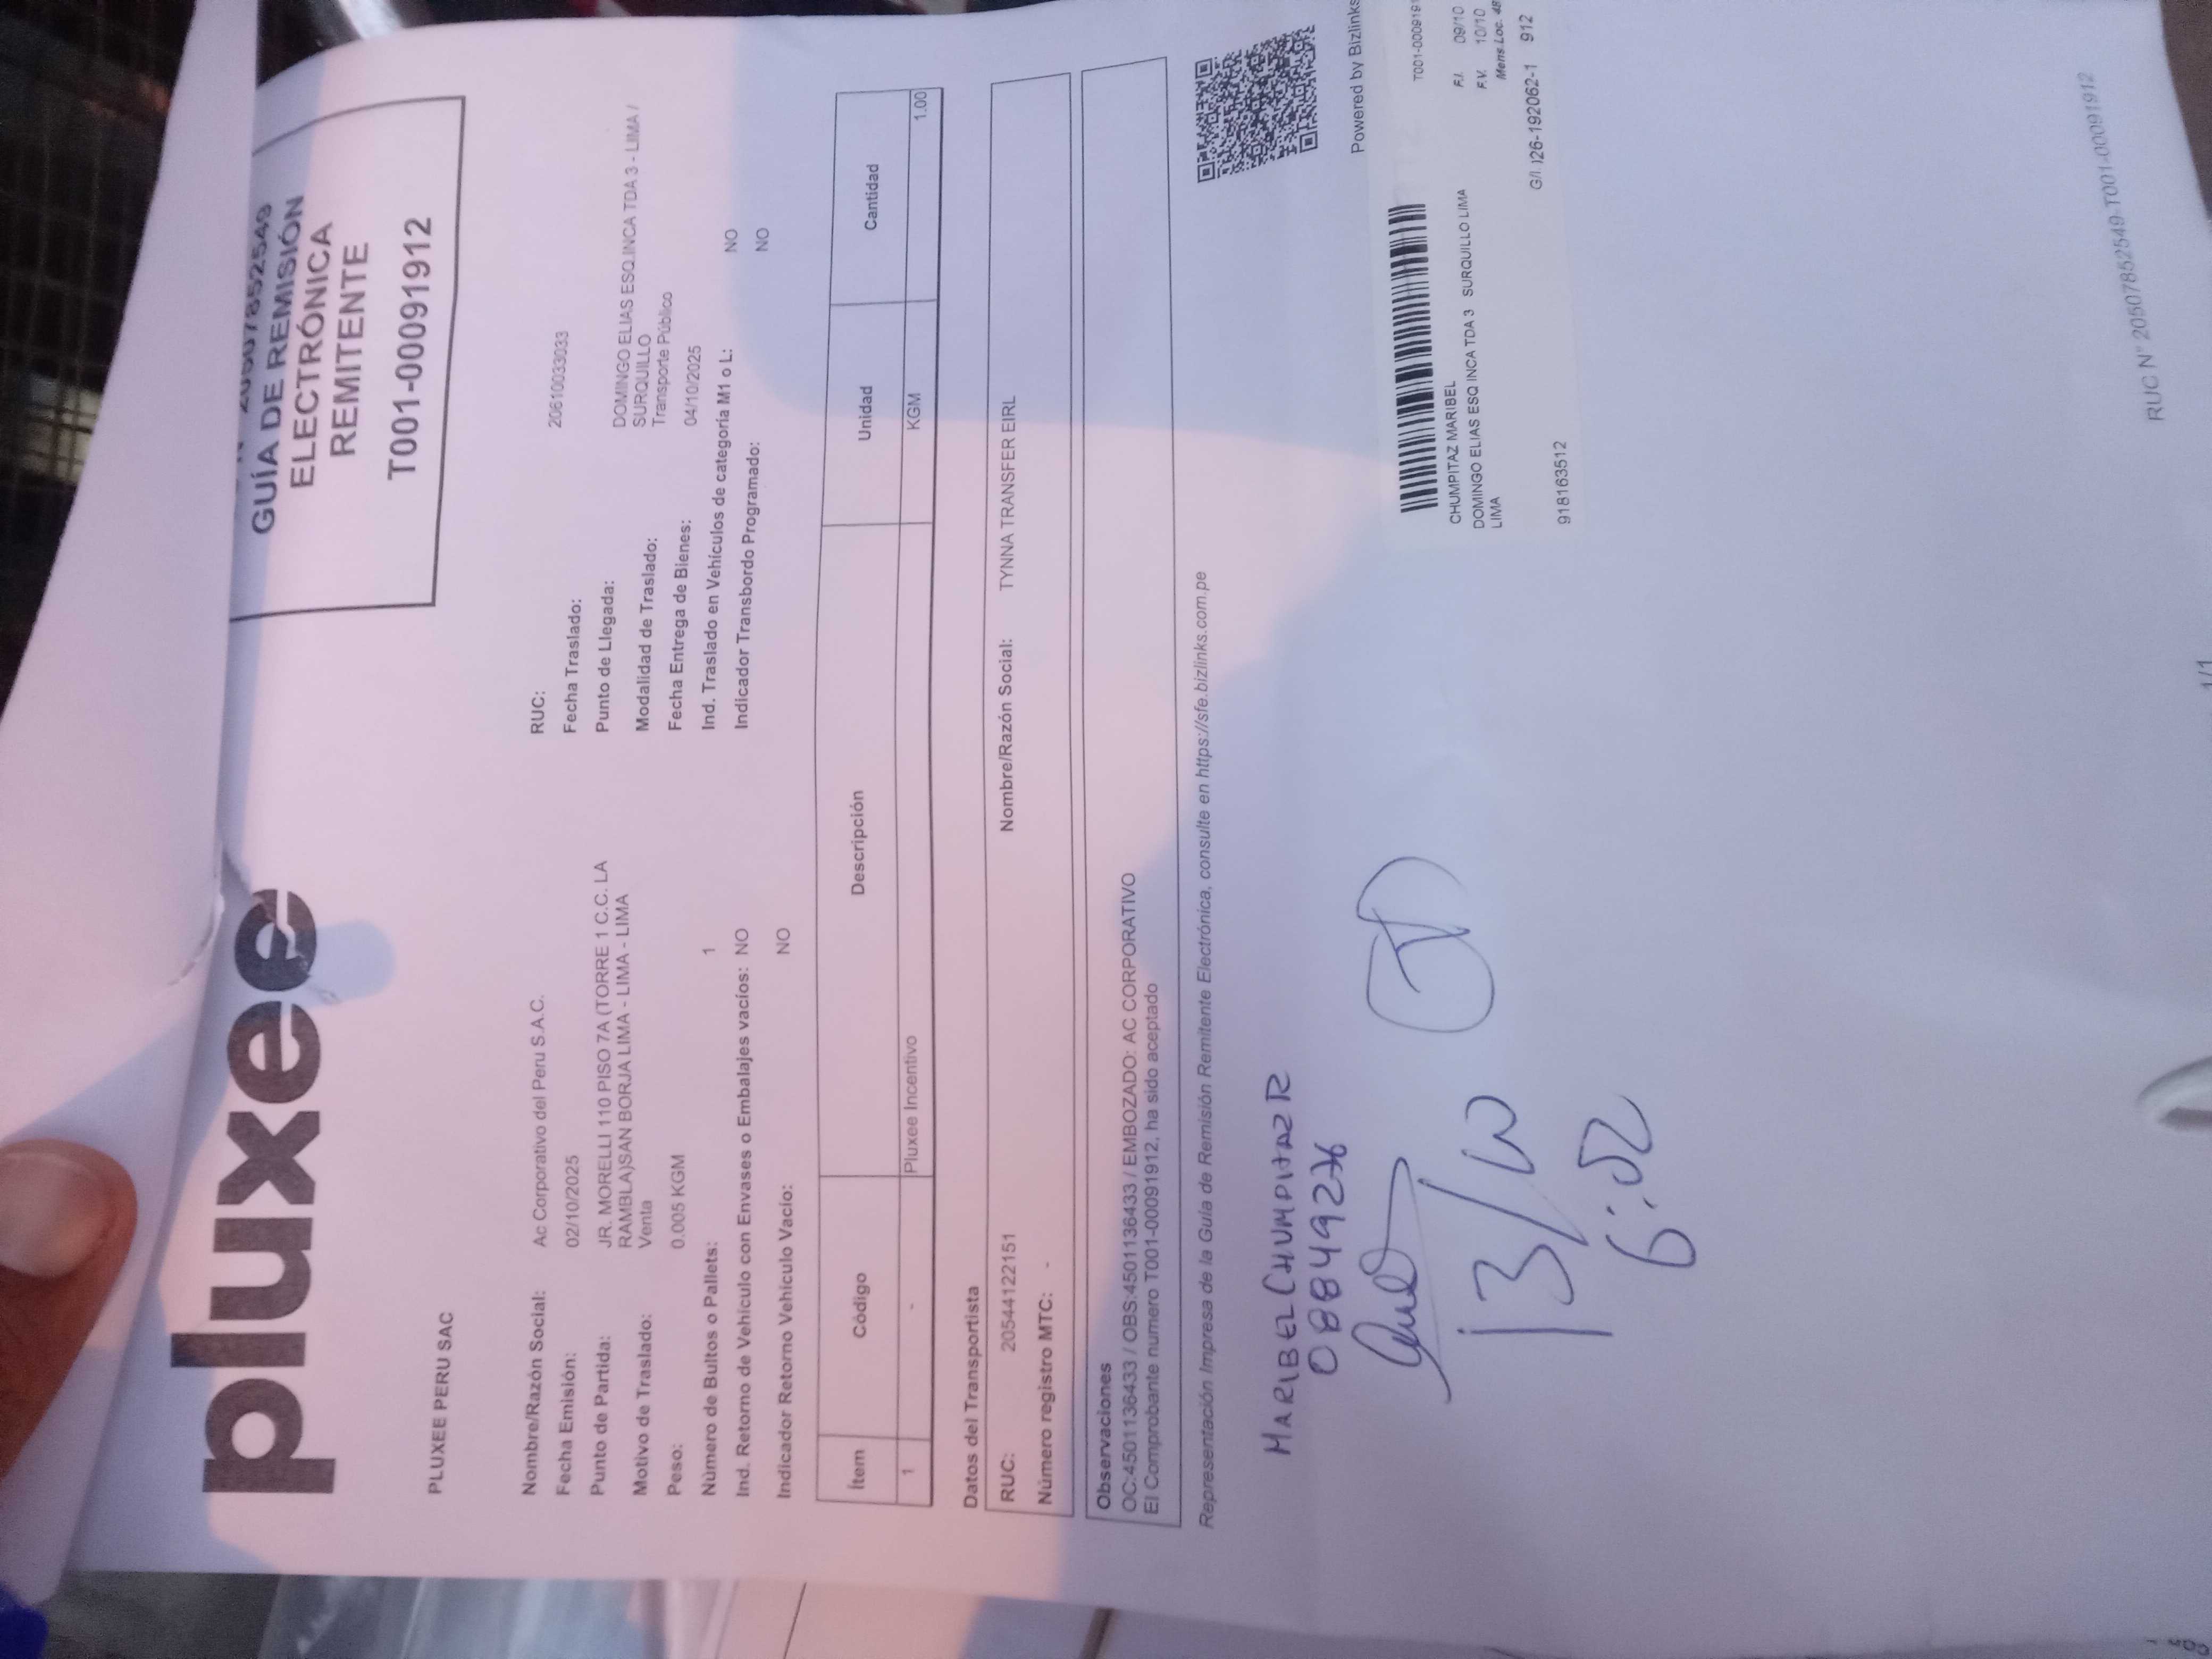 pluxee
GUÍA DE REMISIÓN
ELECTRÓNICA
REMITENTE
T001-00091912
PLUXEE PERU SAC
Nombre/Razón Social: Ac Corporativo del Peru S.A.C.
RUC: 20610033033
Fecha Emisión: 02/10/2025
Fecha Traslado:
Punto de Partida: JR. MORELLI 110 PISO 7A (TORRE 1 C.C. LA
RAMBLA)SAN BORJA LIMA - LIMA - LIMA
Punto de Llegada: DOMINGO ELIAS ESQ.INCA TDA 3 - LIMA /
SURQUILLO
Motivo de Traslado: Venta
Modalidad de Traslado: Transporte Público
Peso: 0.005 KGM
Fecha Entrega de Bienes: 04/10/2025
Número de Bultos o Pallets: 1
Ind. Traslado en Vehículos de categoría M1 o L: NO
Ind. Retorno de Vehículo con Envases o Embalajes vacíos: NO
Indicador Transbordo Programado: NO
Indicador Retorno Vehículo Vacío: NO
Ítem Código Descripción Unidad Cantidad
1 - Pluxee Incentivo KGM 1.00
Datos del Transportista
RUC: 20544122151 Nombre/Razón Social: TYNNA TRANSFER EIRL
Número registro MTC: -
Observaciones
OC:4501136433 / OBS:4501136433 / EMBOZADO: AC CORPORATIVO
El Comprobante numero T001-00091912, ha sido aceptado
Representación Impresa de la Guía de Remisión Remitente Electrónica, consulte en https://sfe.bizlinks.com.pe
Powered by Bizlinks
MARIBEL CHUMPITAZ R
08849276
13/10
6:52
T001-0009191
CHUMPITAZ MARIBEL
F.I. 09/10
DOMINGO ELIAS ESQ INCA TDA 3 SURQUILLO LIMA
F.V. 10/10
LIMA
Mens.Loc. 48
G/I. I26-192062-1 912
918163512
RUC N° 20507852549-T001-00091912
1/1